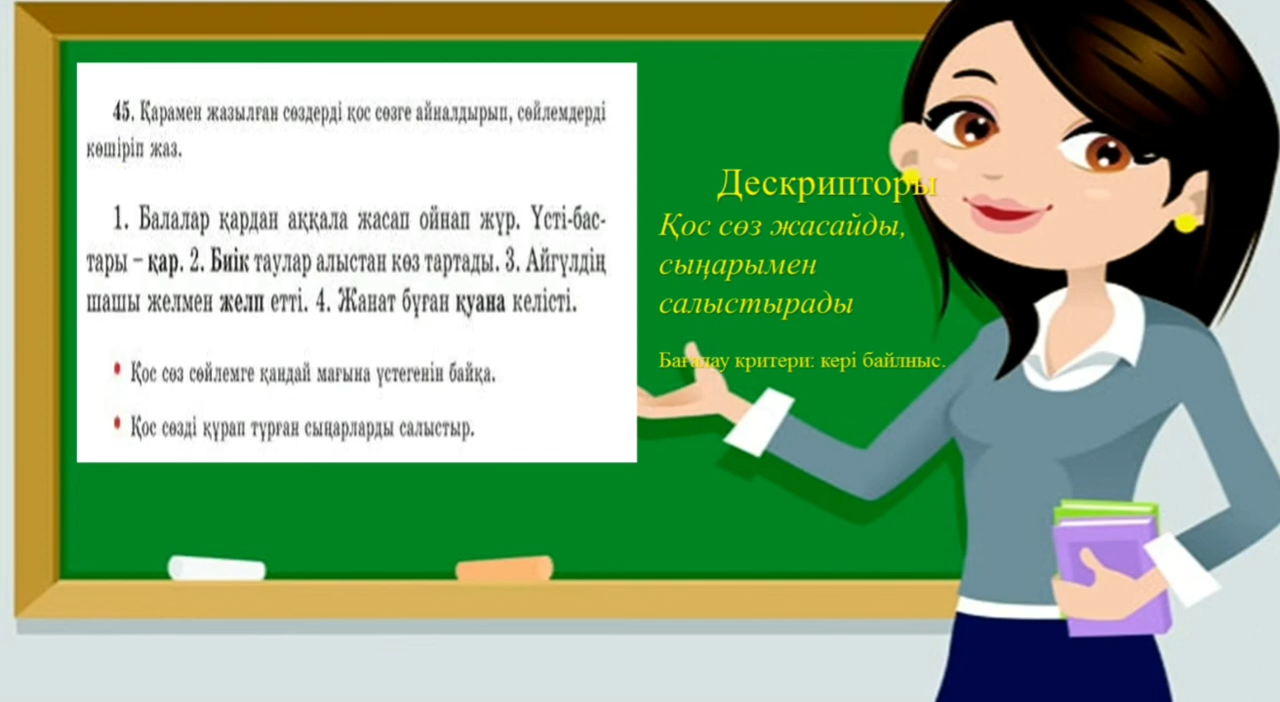 45. Қарамен жазылған сөздерді қос сөзге айналдырып, сөйлемдерді
көшіріп жаз.
1. Балалар қардан аққала жасап ойнап жүр. Үсті-бас-
тары – қар. 2. Биік таулар алыстан көз тартады. 3. Айгүлдің
шашы желмен желп етті. 4. Жанат бұған қуана келісті.
• Қос сөз сөйлемге қандай мағына үстегенін байқа.
• Қос сөзді құрап тұрған сыңарларды салыстыр.
Дескрипторы
Қос сөз жасайды,
сыңарымен
салыстырады
Бағалау критери: кері байлныс.